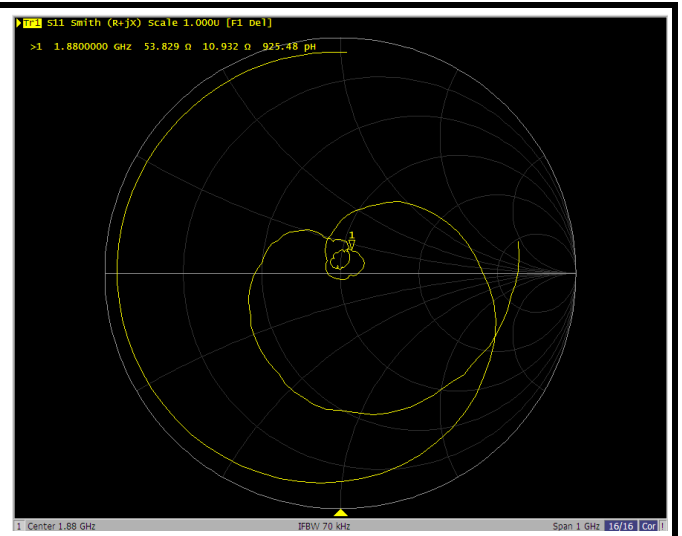 Tr1 S11 Smith (R+jX) Scale 1.000U [F1 Del]
>1 1.8800000 GHz 53.829 Ω 10.932 Ω 925.48 pH
1
1 Center 1.88 GHz IFBW 70 kHz Span 1 GHz 16/16 Cor !